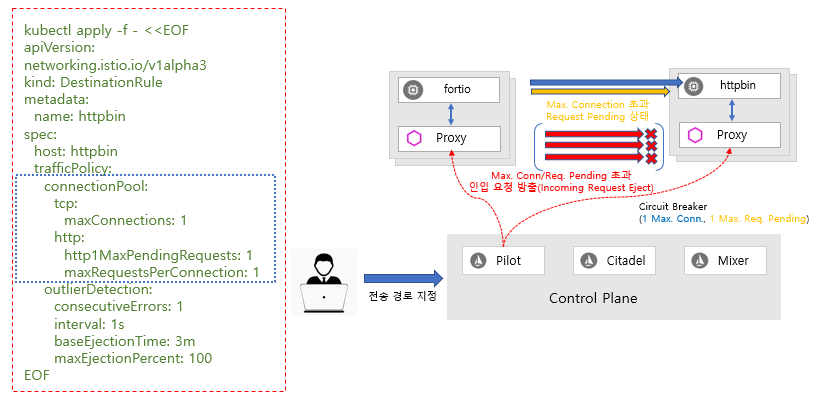 kubectl apply -f - <<EOF
apiVersion:
networking.istio.io/v1alpha3
kind: DestinationRule
metadata:
  name: httpbin
spec:
  host: httpbin
  trafficPolicy:
    connectionPool:
      tcp:
        maxConnections: 1
      http:
        http1MaxPendingRequests: 1
        maxRequestsPerConnection: 1
    outlierDetection:
      consecutiveErrors: 1
      interval: 1s
      baseEjectionTime: 3m
      maxEjectionPercent: 100
EOF
fortio
Proxy
httpbin
Proxy
Max. Connection 초과
Request Pending 상태
Max. Conn/Req. Pending 초과
인입 요청 방출(Incoming Request Eject)
Circuit Breaker
(1 Max. Conn., 1 Max. Req. Pending)
전송 경로 지정
Pilot
Citadel
Mixer
Control Plane